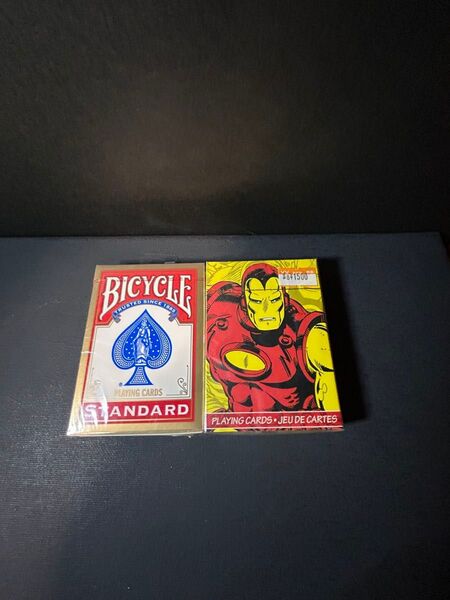 BICYCLE
TRUSTED SINCE 1885
PLAYING CARDS
STANDARD
PLAYING CARDS • JEU DE CARTES